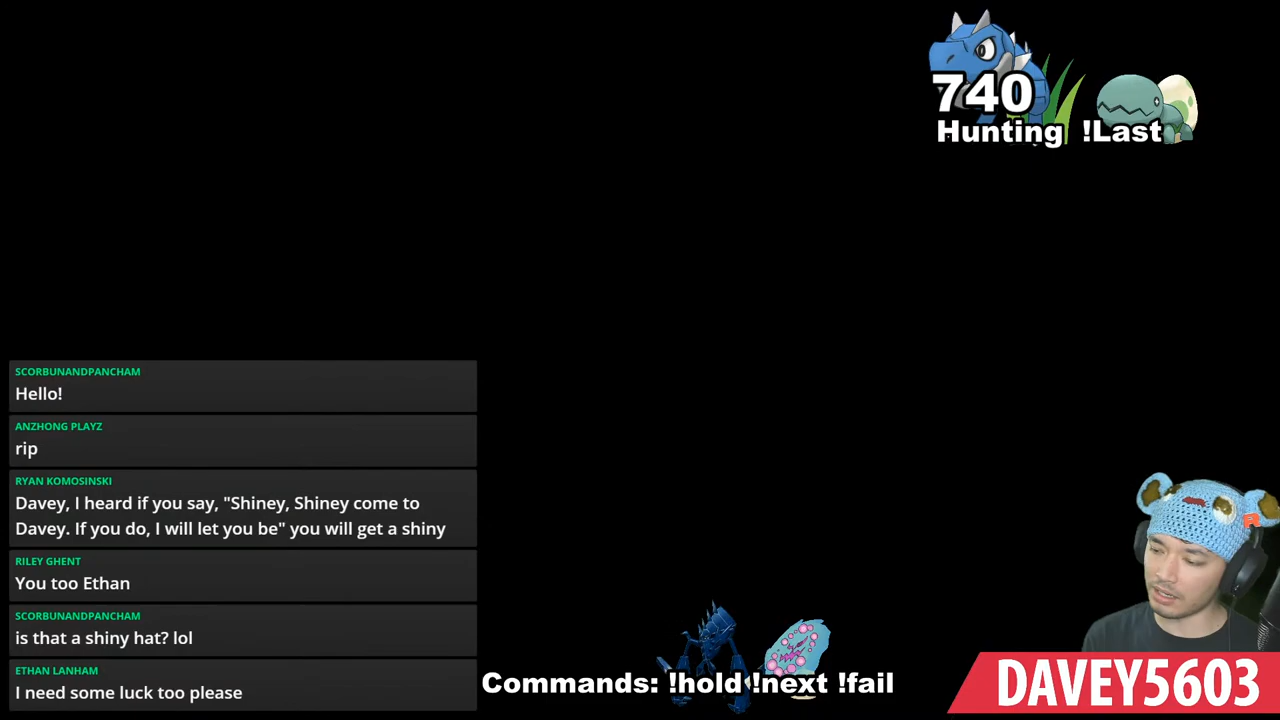 740
Hunting !Last
SCORBUNANDPANCHAM
Hello!
ANZHONG PLAYZ
rip
RYAN KOMOSINSKI
Davey, I heard if you say, "Shiney, Shiney come to
Davey. If you do, I will let you be" you will get a shiny
RILEY GHENT
You too Ethan
SCORBUNANDPANCHAM
is that a shiny hat? lol
ETHAN LANHAM
I need some luck too please
Commands: !hold !next !fail
DAVEY5603